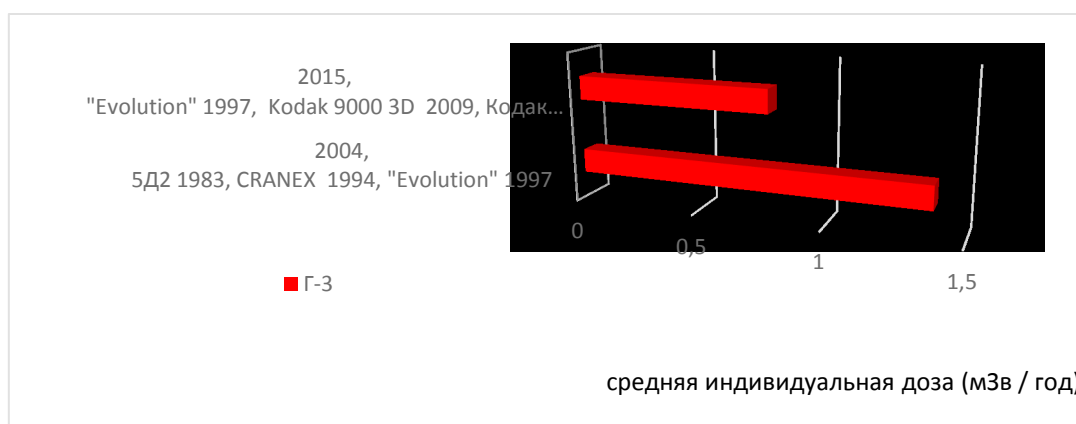 2015,
"Evolution" 1997, Kodak 9000 3D 2009, Кодак...
2004,
5Д2 1983, CRANEX 1994, "Evolution" 1997
0
0,5
1
1,5
Г-3
средняя индивидуальная доза (мЗв / год)